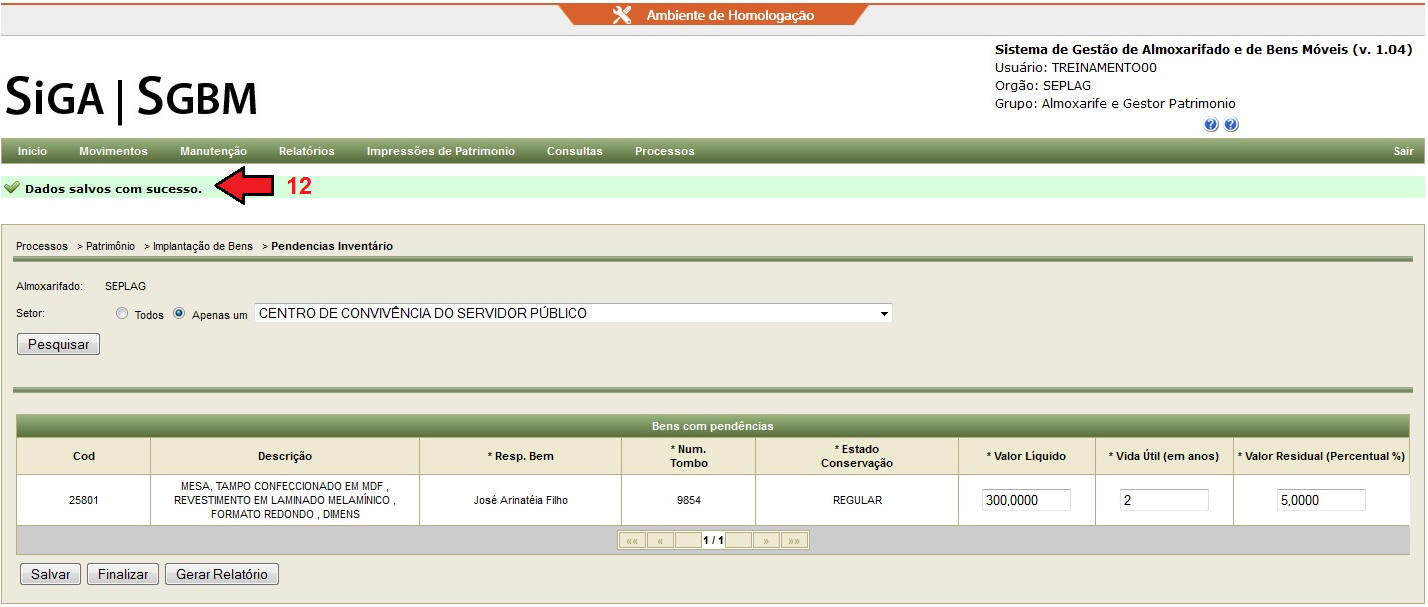 Ambiente de Homologação
Sistema de Gestão de Almoxarifado e de Bens Móveis (v. 1.04)
Usuário: TREINAMENTO00
Orgão: SEPLAG
Grupo: Almoxarife e Gestor Patrimonio
SIGA | SGBM
? ?
Inicio Movimentos Manutenção Relatórios Impressões de Patrimonio Consultas Processos Sair
Dados salvos com sucesso. 12
Processos > Patrimônio > Implantação de Bens > Pendencias Inventário
Almoxarifado: SEPLAG
Setor: Todos Apenas um CENTRO DE CONVIVÊNCIA DO SERVIDOR PÚBLICO
Pesquisar
Bens com pendências
Cod Descrição * Resp. Bem * Num. Tombo * Estado Conservação * Valor Líquido * Vida Útil (em anos) * Valor Residual (Percentual %)
MESA, TAMPO CONFECCIONADO EM MDF ,
25801 REVESTIMENTO EM LAMINADO MELAMÍNICO , José Arinatéia Filho 9854 REGULAR 300,0000 2 5,0000
FORMATO REDONDO , DIMENS
«« « 1 / 1 » »»
Salvar Finalizar Gerar Relatório